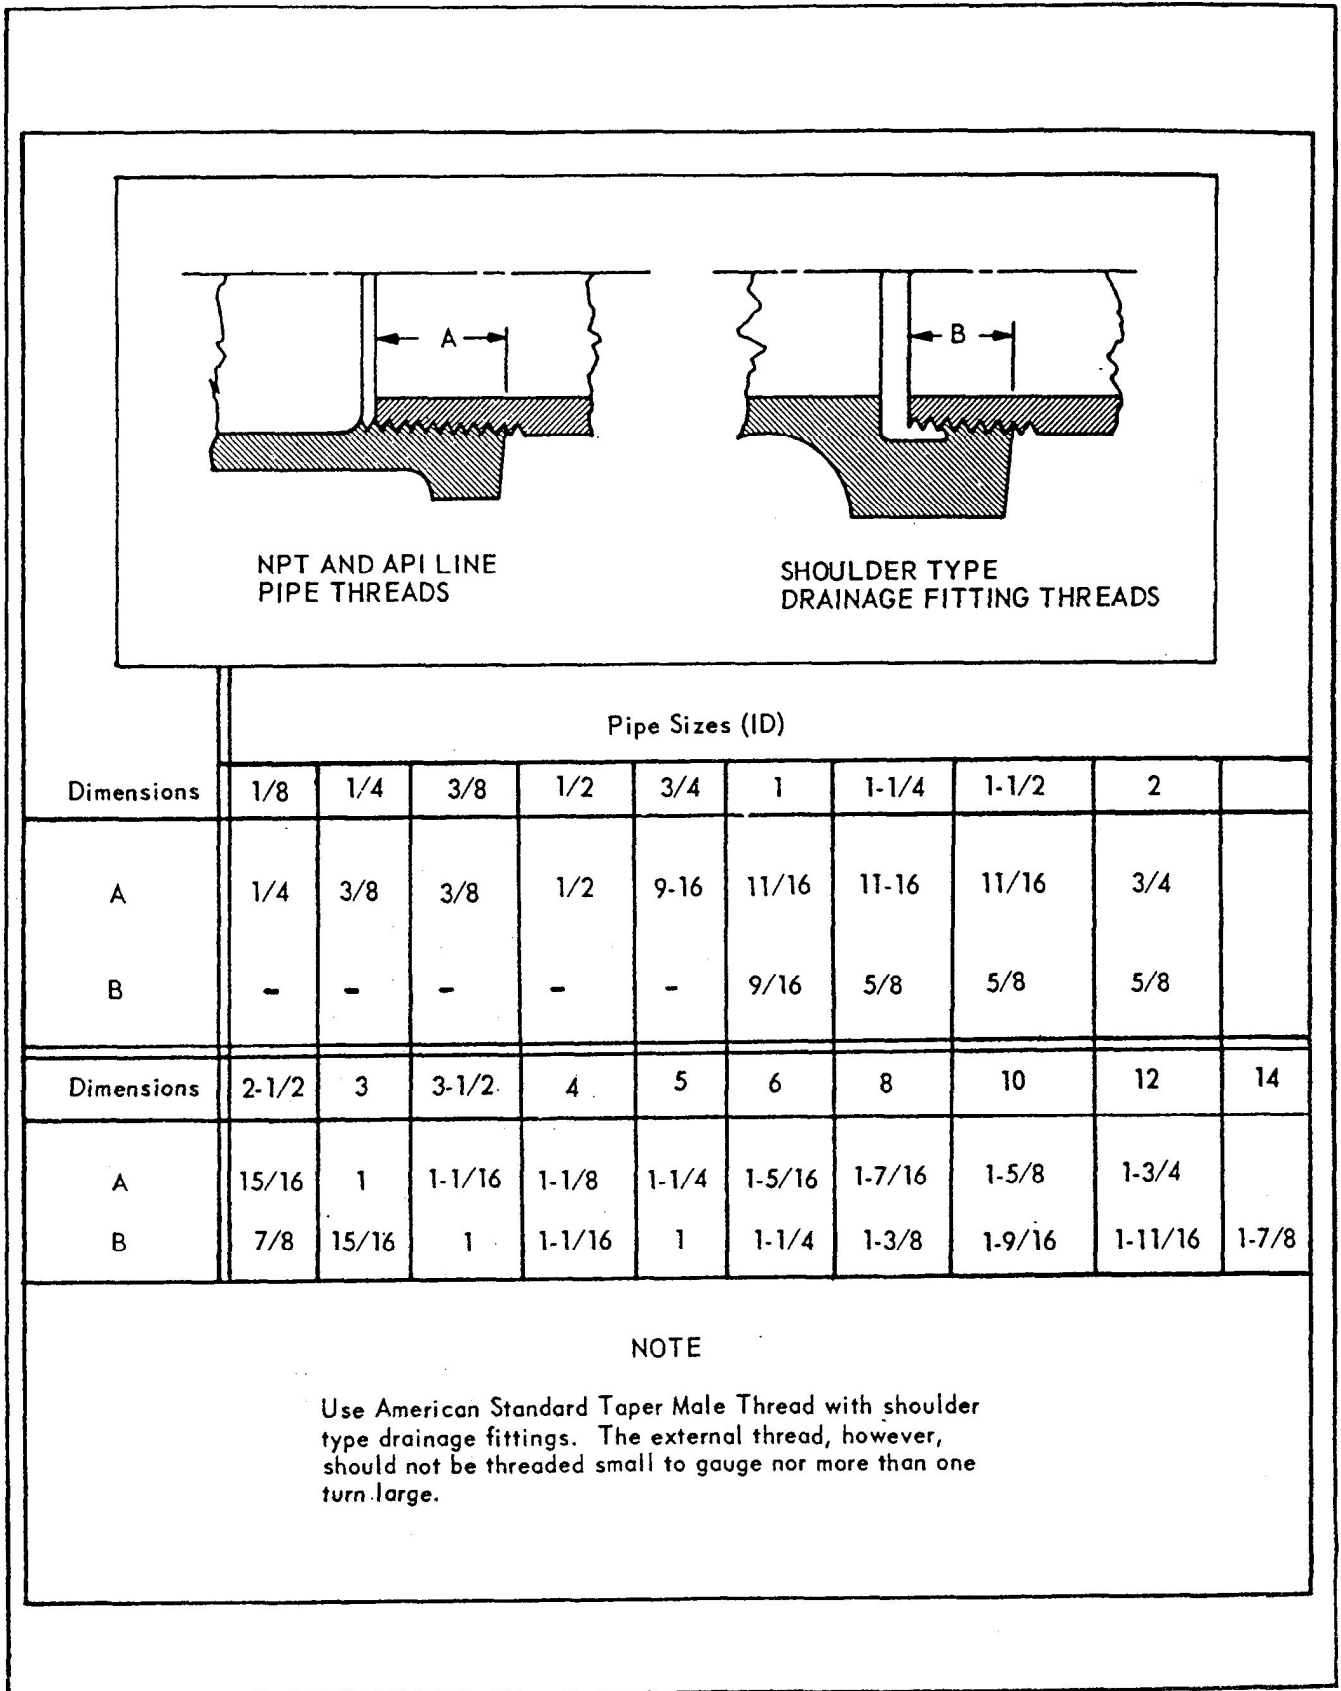 A
B
NPT AND API LINE
PIPE THREADS
SHOULDER TYPE
DRAINAGE FITTING THREADS
Pipe Sizes (ID)
Dimensions 1/8 1/4 3/8 1/2 3/4 1 1-1/4 1-1/2 2
A 1/4 3/8 3/8 1/2 9-16 11/16 11-16 11/16 3/4
B - - - - - 9/16 5/8 5/8 5/8
Dimensions 2-1/2 3 3-1/2 4 5 6 8 10 12 14
A 15/16 1 1-1/16 1-1/8 1-1/4 1-5/16 1-7/16 1-5/8 1-3/4
B 7/8 15/16 1 1-1/16 1 1-1/4 1-3/8 1-9/16 1-11/16 1-7/8
NOTE
Use American Standard Taper Male Thread with shoulder
type drainage fittings. The external thread, however,
should not be threaded small to gauge nor more than one
turn large.